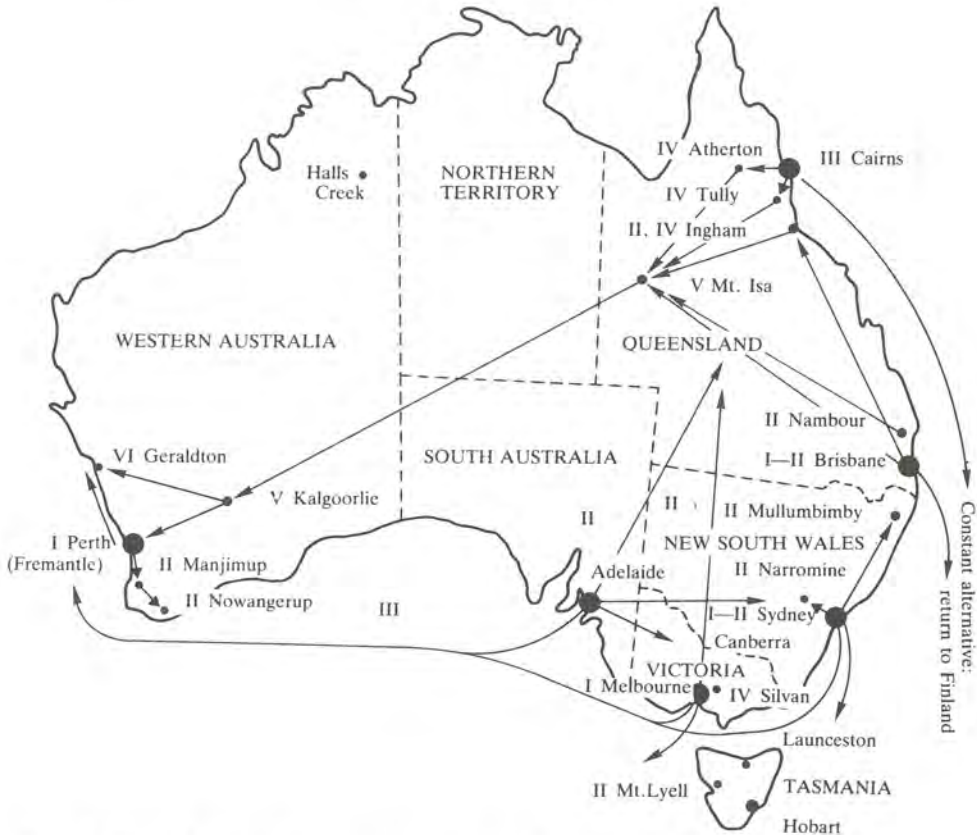 IV Atherton
III Cairns
Halls
Creek
NORTHERN
TERRITORY
IV Tully
II, IV Ingham
V Mt. Isa
WESTERN AUSTRALIA
QUEENSLAND
II Nambour
VI Geraldton
SOUTH AUSTRALIA
I—II Brisbane
V Kalgoorlie
II
II
II Mullumbimby
I Perth
(Fremantle)
NEW SOUTH WALES
II Manjimup
Adelaide
II Narromine
II Nowangerup
III
I—II Sydney
Canberra
VICTORIA
I Melbourne
IV Silvan
Launceston
II Mt.Lyell
TASMANIA
Hobart
Constant alternative:
return to Finland